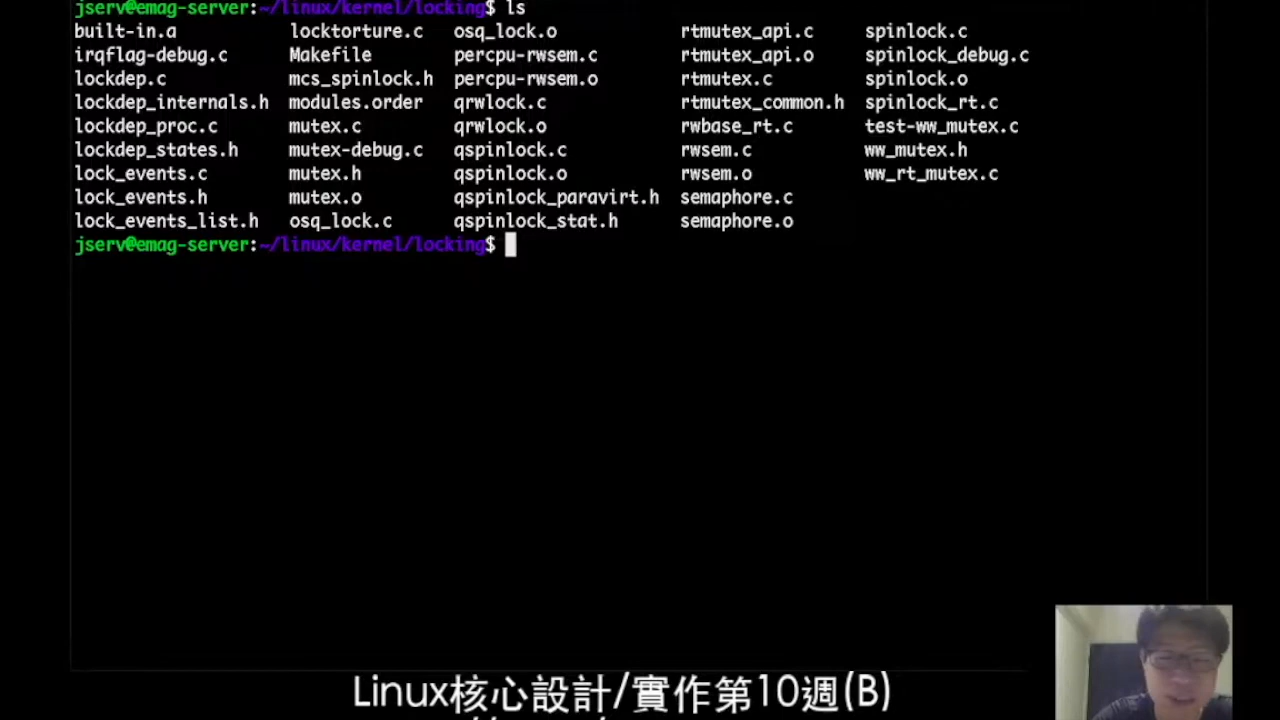 jserv@emag-server:~/linux/kernel/locking$ ls
built-in.a locktorture.c osq_lock.o rtmutex_api.c spinlock.c
irqflag-debug.c Makefile percpu-rwsem.c rtmutex_api.o spinlock_debug.c
lockdep.c mcs_spinlock.h percpu-rwsem.o rtmutex.c spinlock.o
lockdep_internals.h modules.order qrwlock.c rtmutex_common.h spinlock_rt.c
lockdep_proc.c mutex.c qrwlock.o rwbase_rt.c test-ww_mutex.c
lockdep_states.h mutex-debug.c qspinlock.c rwsem.c ww_mutex.h
lock_events.c mutex.h qspinlock.o rwsem.o ww_rt_mutex.c
lock_events.h mutex.o qspinlock_paravirt.h semaphore.c
lock_events_list.h osq_lock.c qspinlock_stat.h semaphore.o
jserv@emag-server:~/linux/kernel/locking$
Linux核心設計/實作第10週(B)